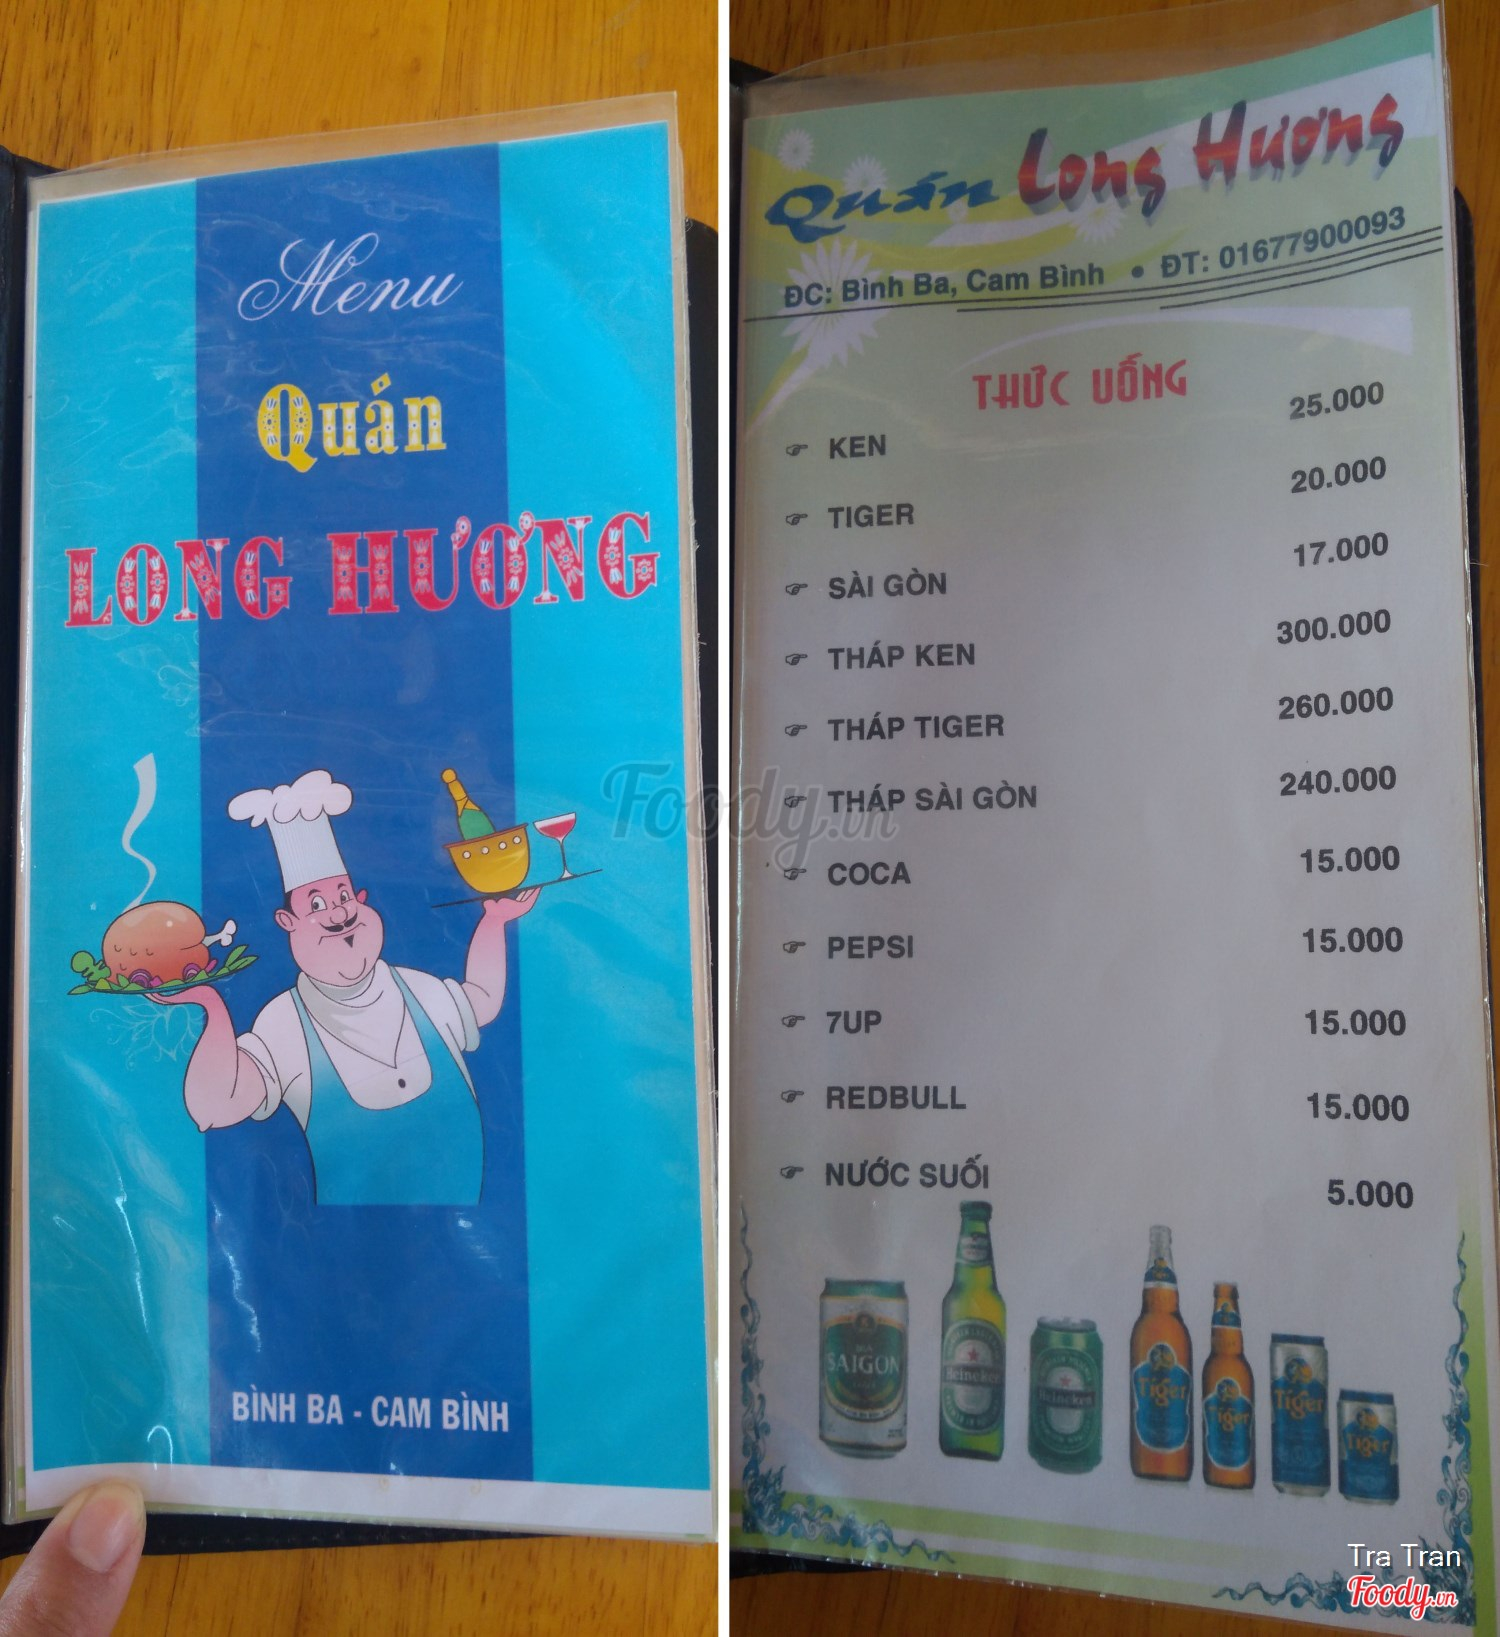 Menu
Quán
LONG HƯƠNG
BÌNH BA - CAM BÌNH
Quán Long Hương
ĐC: Bình Ba, Cam Bình • ĐT: 01677900093
THỨC UỐNG
KEN 25.000
TIGER 20.000
SÀI GÒN 17.000
THÁP KEN 300.000
THÁP TIGER 260.000
THÁP SÀI GÒN 240.000
COCA 15.000
PEPSI 15.000
7UP 15.000
REDBULL 15.000
NƯỚC SUỐI 5.000
SAIGON
Heineken
Heineken
Tiger
Tiger
Tiger
Tiger
Foody.vn
Tra Tran
Foody.vn